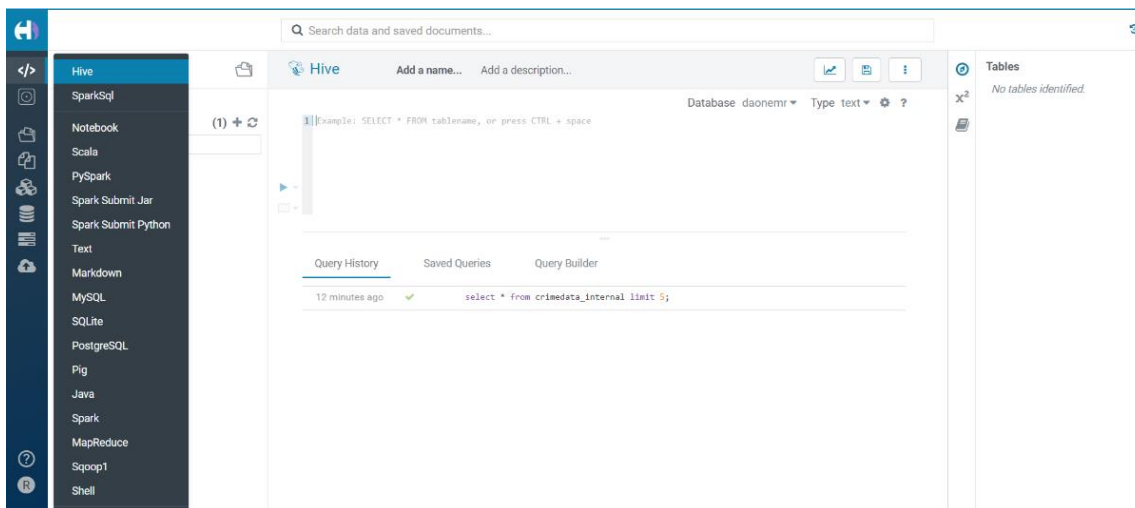 Search data and saved documents...
Hive
SparkSql
Notebook
Scala
PySpark
Spark Submit Jar
Spark Submit Python
Text
Markdown
MySQL
SQLite
PostgreSQL
Pig
Java
Spark
MapReduce
Sqoop1
Shell
R
(1)
Hive Add a name... Add a description...
Database daonemr Type text ?
1 Example: SELECT * FROM tablename, or press CTRL + space
Query History Saved Queries Query Builder
12 minutes ago select * from crimedata_internal limit 5;
Tables
No tables identified.
x²